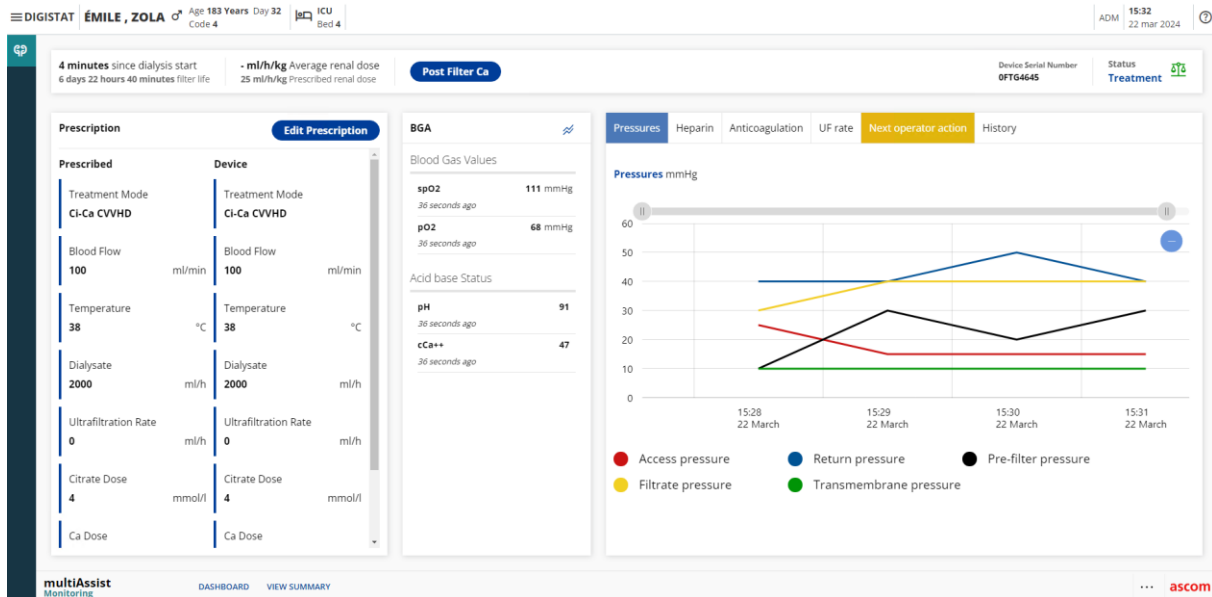 DIGISTAT ÉMILE , ZOLA Age 183 Years Day 32 Code 4 ICU Bed 4 ADM 15:32 22 mar 2024
4 minutes since dialysis start
6 days 22 hours 40 minutes filter life
- ml/h/kg Average renal dose
25 ml/h/kg Prescribed renal dose
Post Filter Ca
Device Serial Number
0FTG4645
Status
Treatment
Prescription
Edit Prescription
Prescribed Device
Treatment Mode Treatment Mode
Ci-Ca CVVHD Ci-Ca CVVHD
Blood Flow Blood Flow
100 ml/min 100 ml/min
Temperature Temperature
38 °C 38 °C
Dialysate Dialysate
2000 ml/h 2000 ml/h
Ultrafiltration Rate Ultrafiltration Rate
0 ml/h 0 ml/h
Citrate Dose Citrate Dose
4 mmol/l 4 mmol/l
Ca Dose Ca Dose
BGA
Blood Gas Values
spO2 111 mmHg
36 seconds ago
pO2 68 mmHg
36 seconds ago
Acid base Status
pH 91
36 seconds ago
cCa++ 47
36 seconds ago
Pressures Heparin Anticoagulation UF rate Next operator action History
Pressures mmHg
60
50
40
30
20
10
0
15:28 15:29 15:30 15:31
22 March 22 March 22 March 22 March
Access pressure Return pressure Pre-filter pressure
Filtrate pressure Transmembrane pressure
multiAssist
Monitoring
DASHBOARD VIEW SUMMARY
... ascom